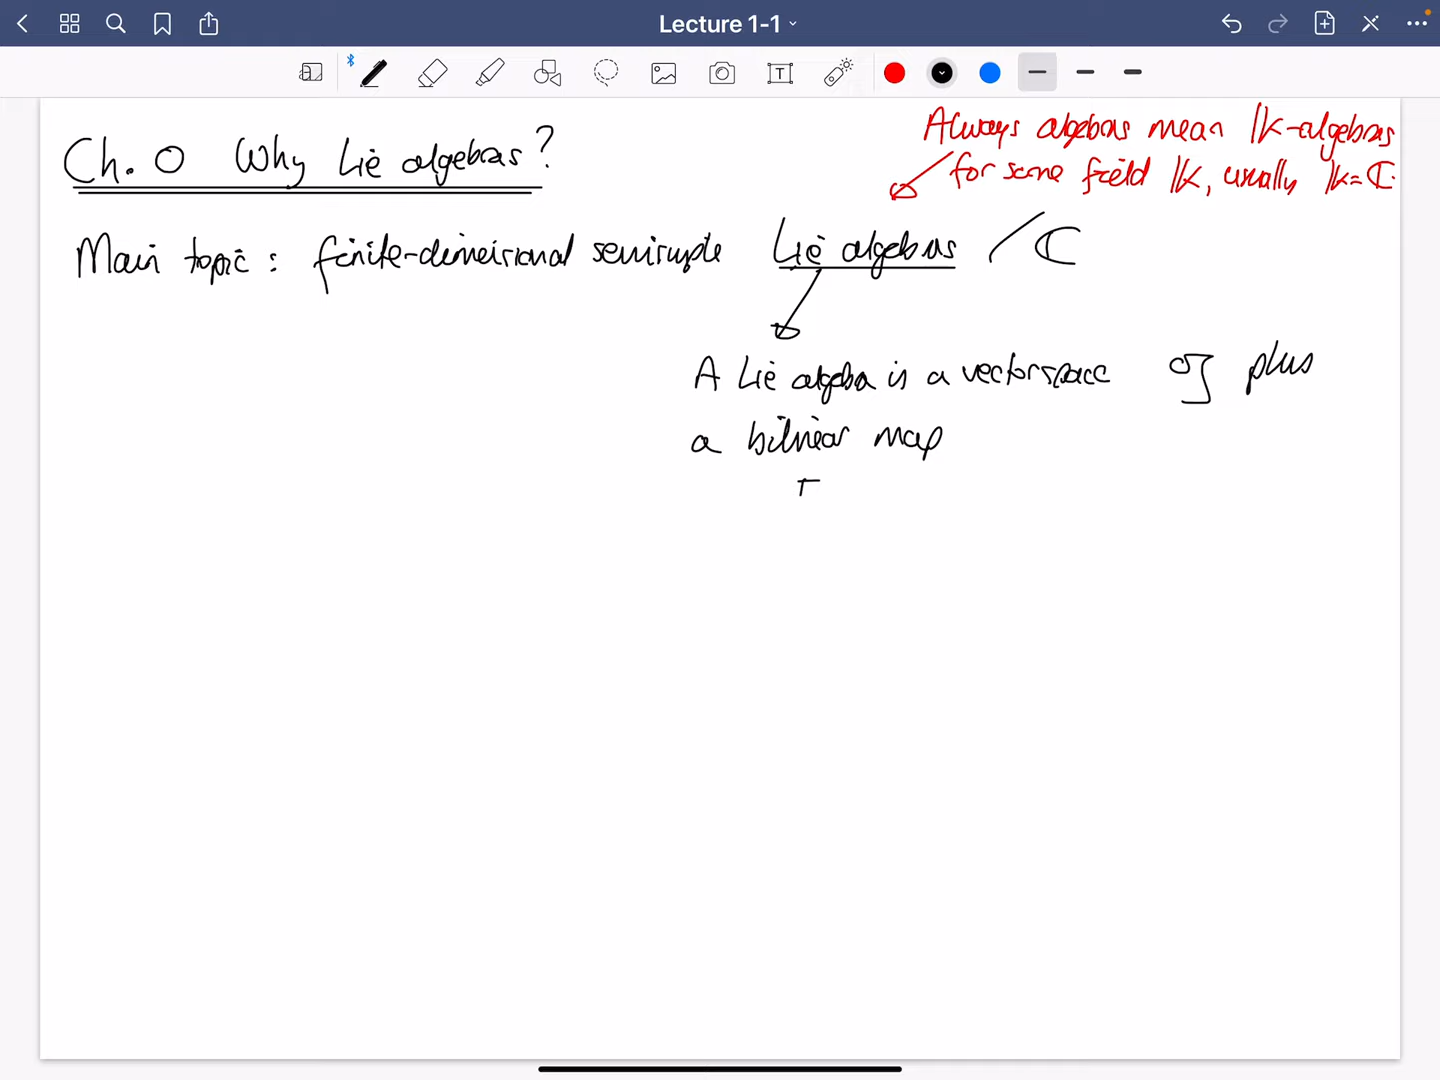 Lecture 1-1
Ch. 0 Why Lie algebras?
Always algebras mean 𝕜-algebras
for some field 𝕜, usually 𝕜=ℂ.
Main topic: finite-dimensional semisimple Lie algebras / ℂ
A Lie algebra is a vectorspace 𝔤 plus
a bilinear map